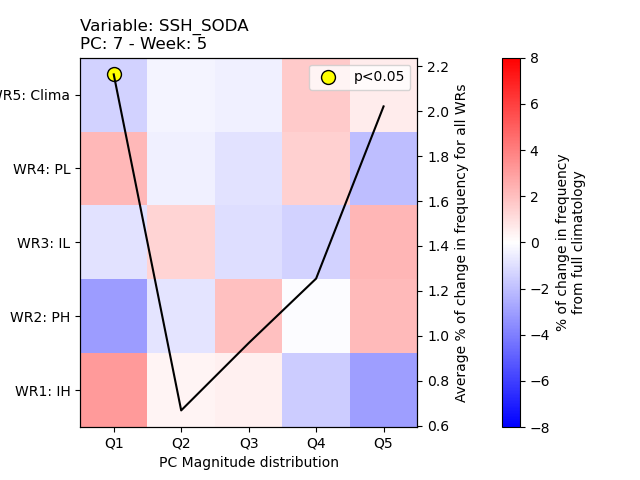 Variable: SSH_SODA
PC: 7 - Week: 5
WR5: Clima
WR4: PL
WR3: IL
WR2: PH
WR1: IH
Q1 Q2 Q3 Q4 Q5
PC Magnitude distribution
p<0.05
2.2
2.0
1.8
1.6
1.4
1.2
1.0
0.8
0.6
Average % of change in frequency for all WRs
8
6
4
2
0
−2
−4
−6
−8
% of change in frequency
from full climatology